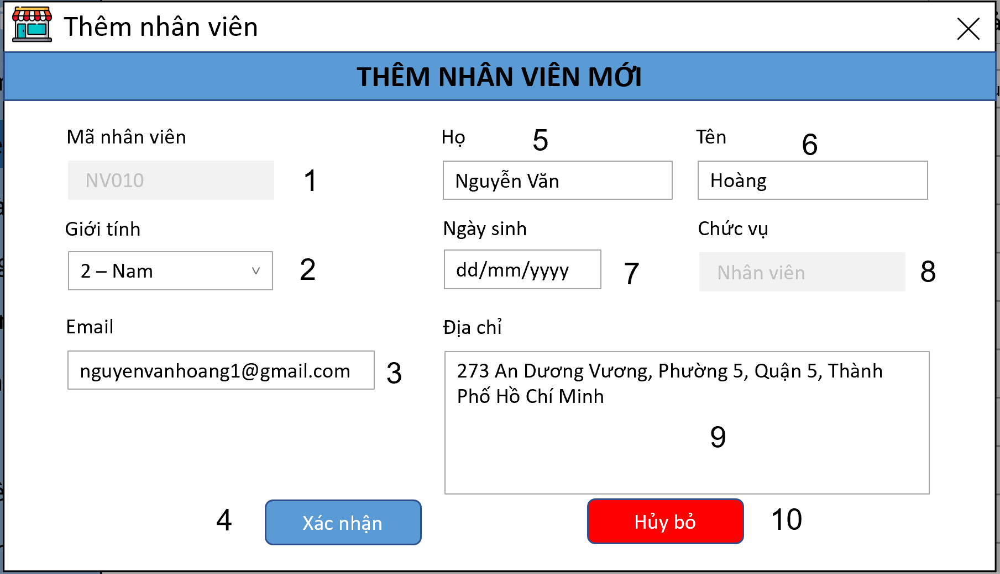 Thêm nhân viên
THÊM NHÂN VIÊN MỚI
Mã nhân viên
Họ
5
Tên
6
NV010
1
Nguyễn Văn
Hoàng
Giới tính
Ngày sinh
Chức vụ
2 – Nam
2
dd/mm/yyyy
7
Nhân viên
8
Email
Địa chỉ
nguyenvanhoang1@gmail.com
3
273 An Dương Vương, Phường 5, Quận 5, Thành
Phố Hồ Chí Minh
9
4
Xác nhận
Hủy bỏ
10